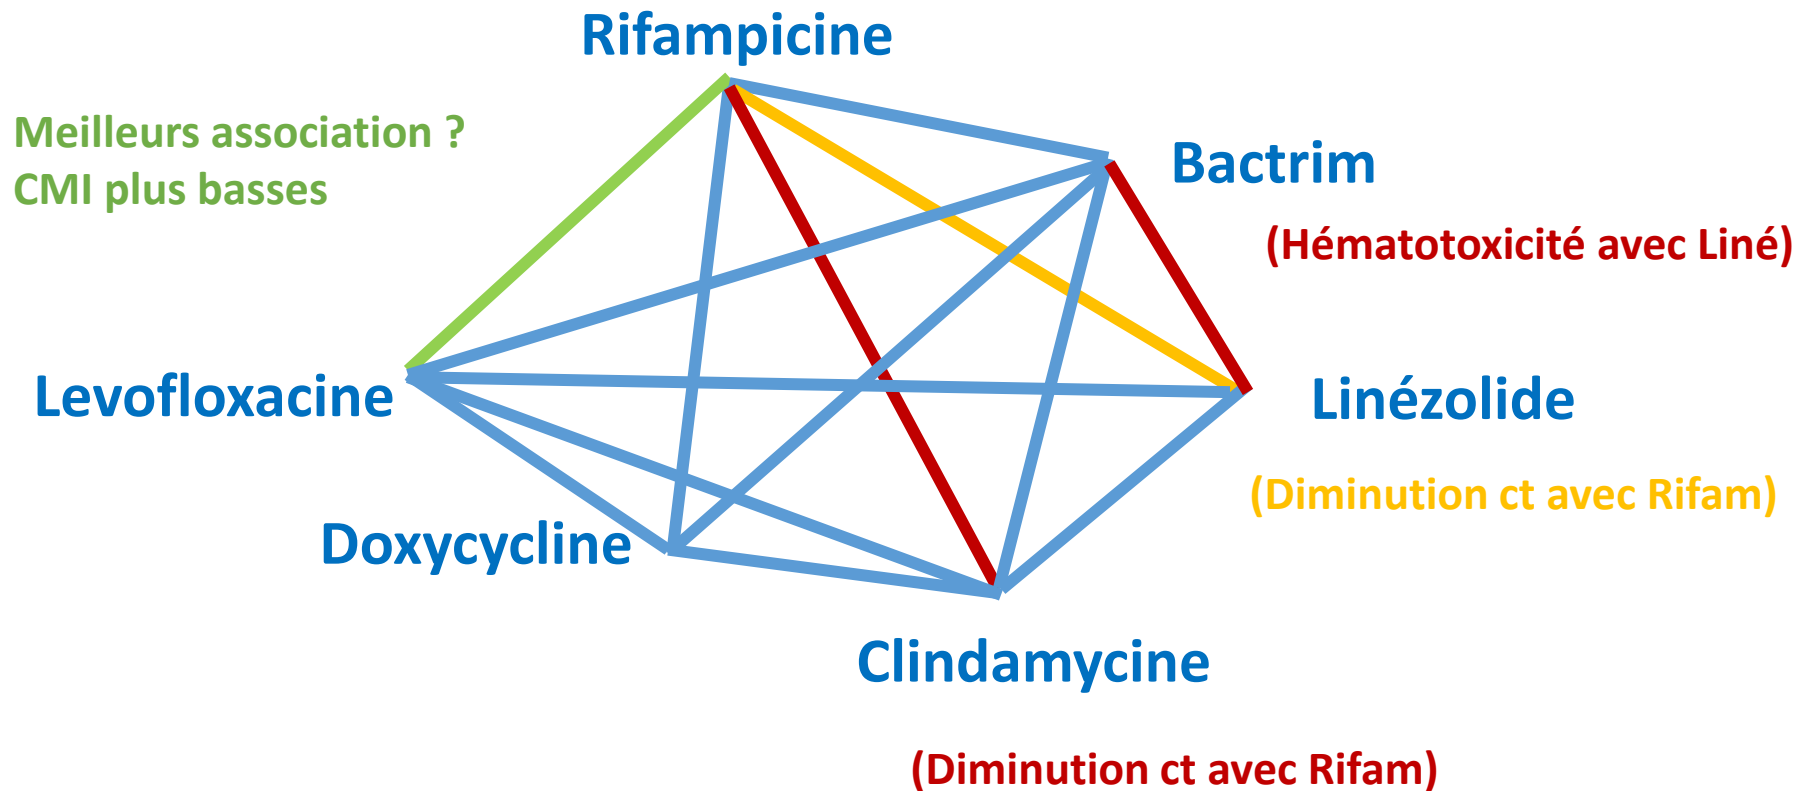 Rifampicine
Meilleurs association ?
CMI plus basses
Bactrim
(Hématotoxicité avec Liné)
Levofloxacine
Linézolide
(Diminution ct avec Rifam)
Doxycycline
Clindamycine
(Diminution ct avec Rifam)